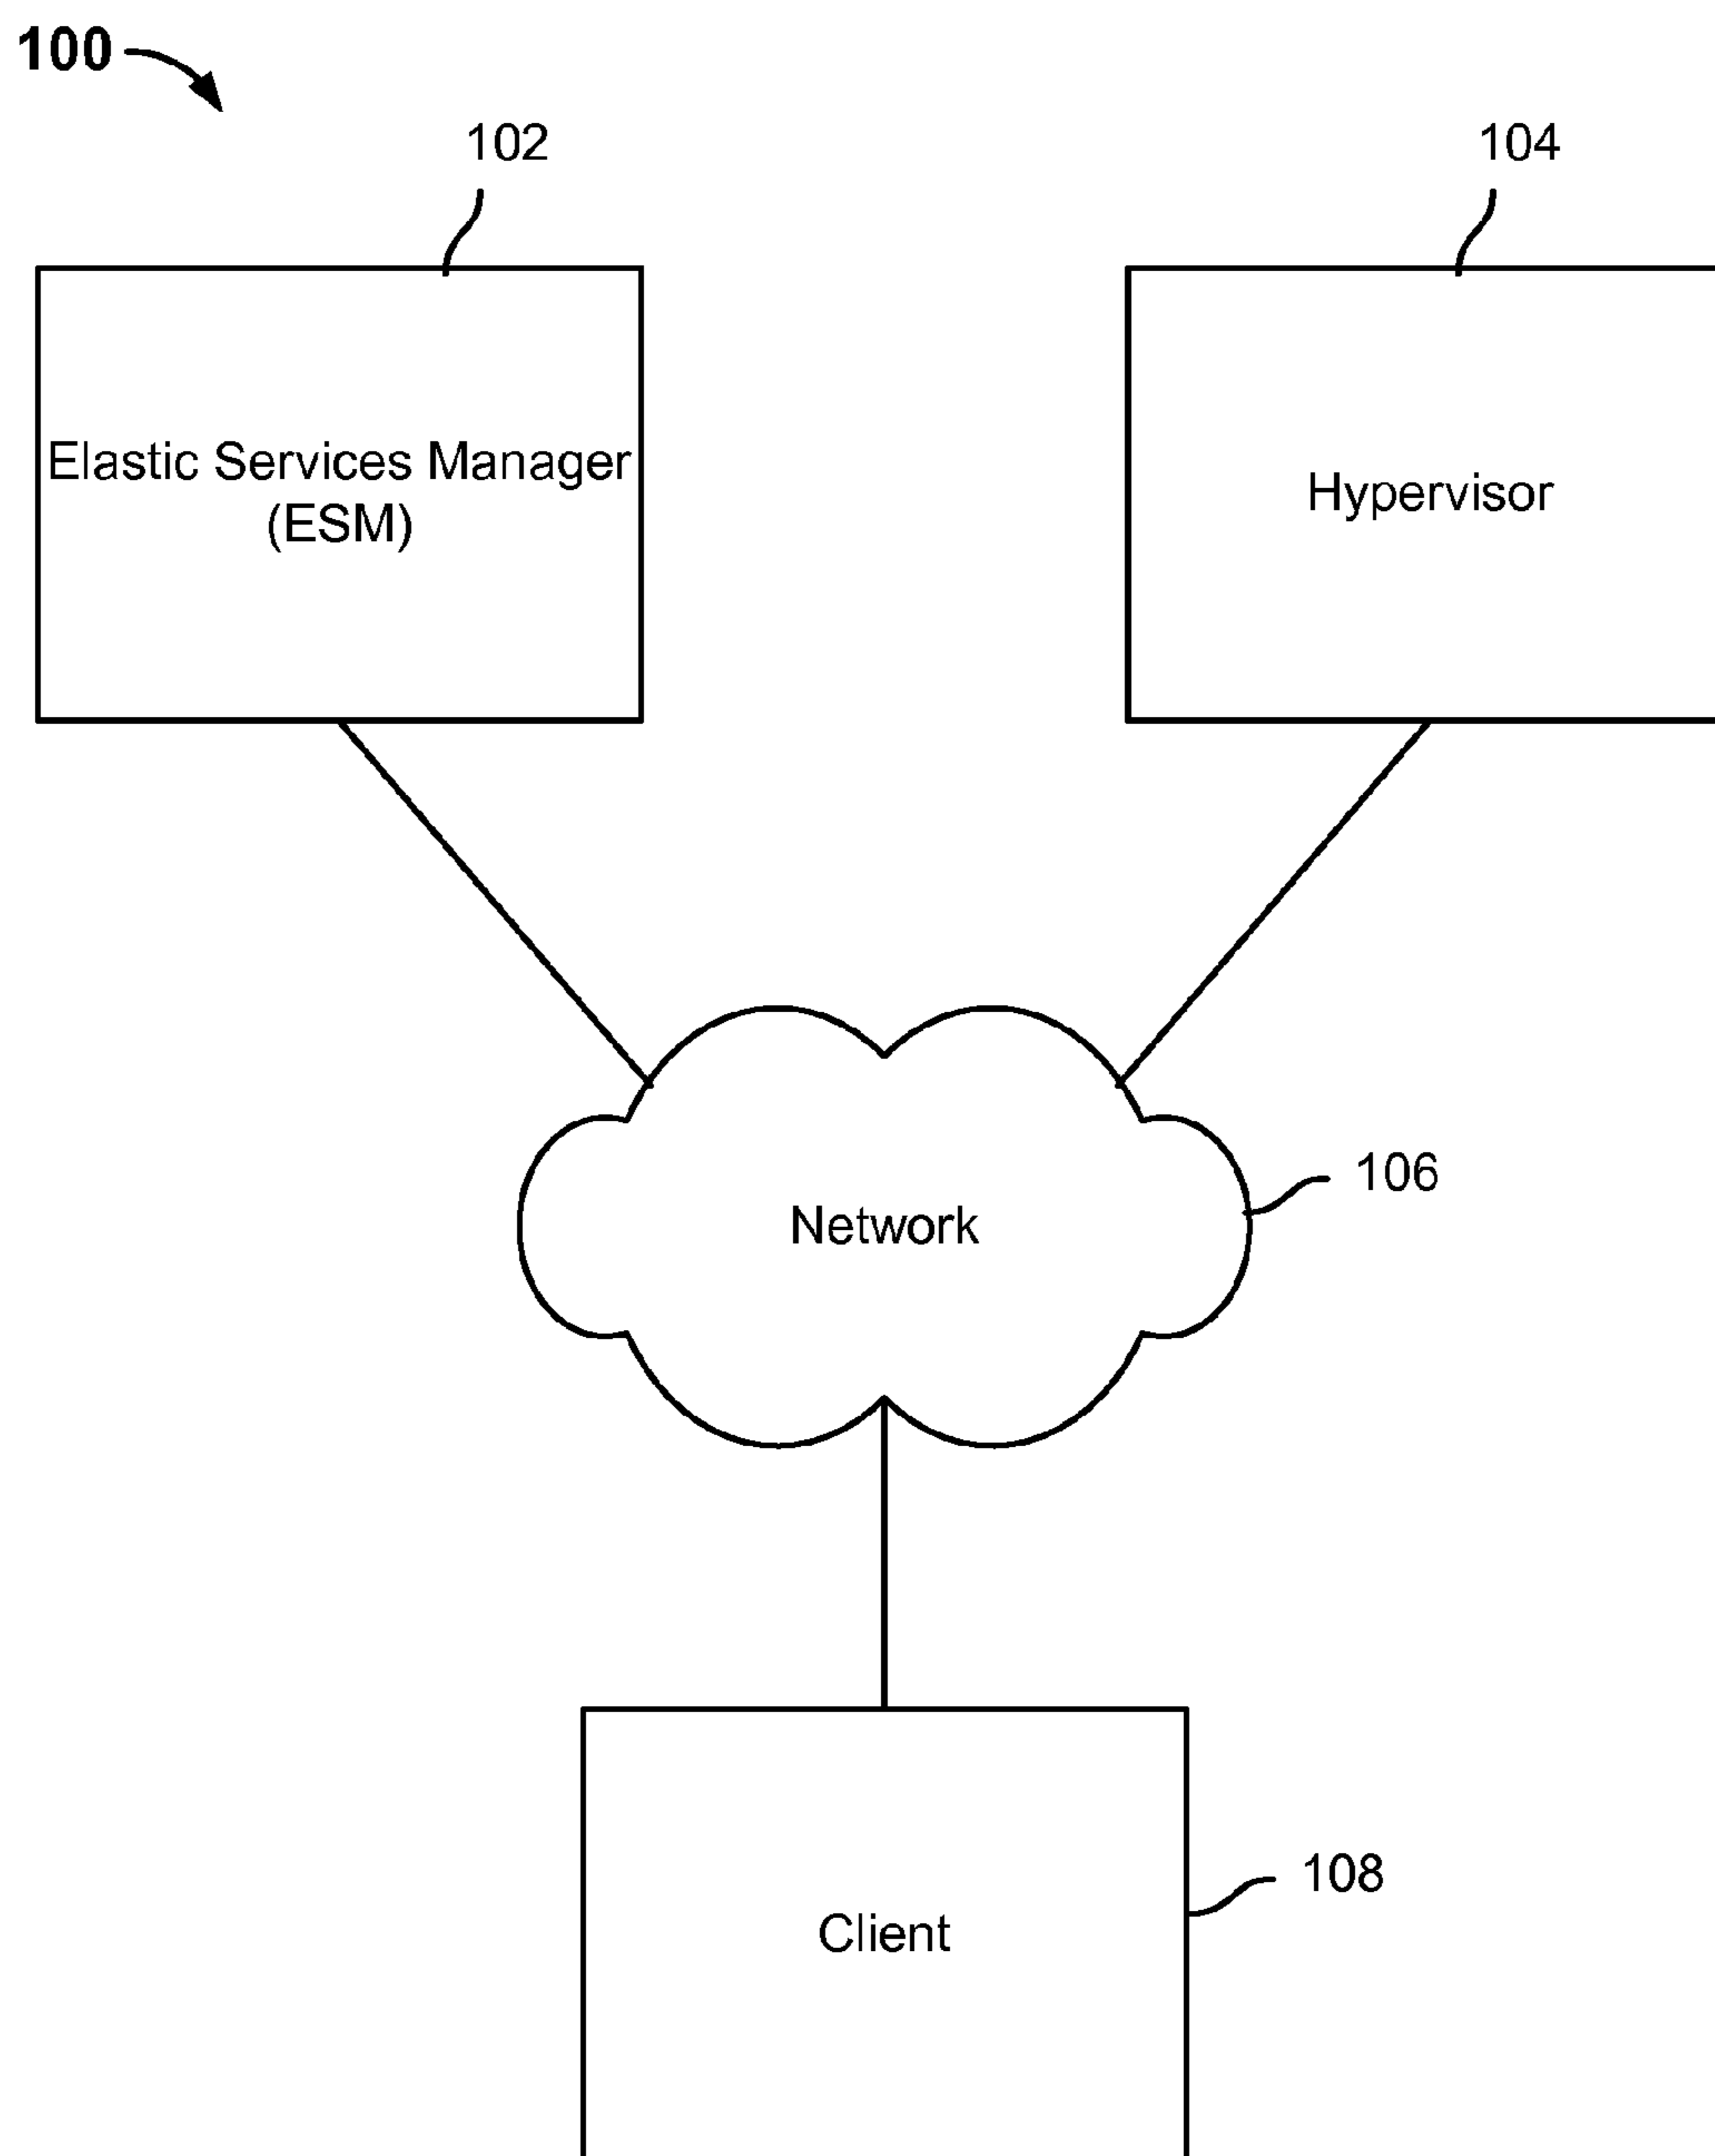 100
102
104
Elastic Services Manager
(ESM)
Hypervisor
106
Network
108
Client